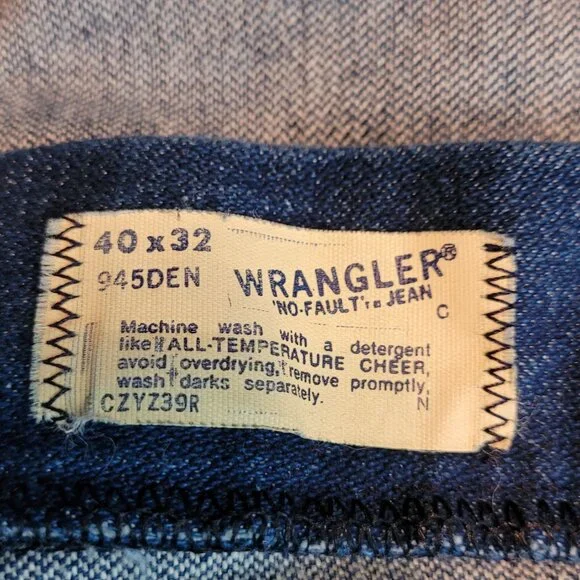 40 x 32
945DEN
WRANGLER®
'NO-FAULT' JEAN
C
Machine wash with a detergent
like ALL-TEMPERATURE CHEER,
avoid overdrying, remove promptly,
wash darks separately.
CZYZ39R
N